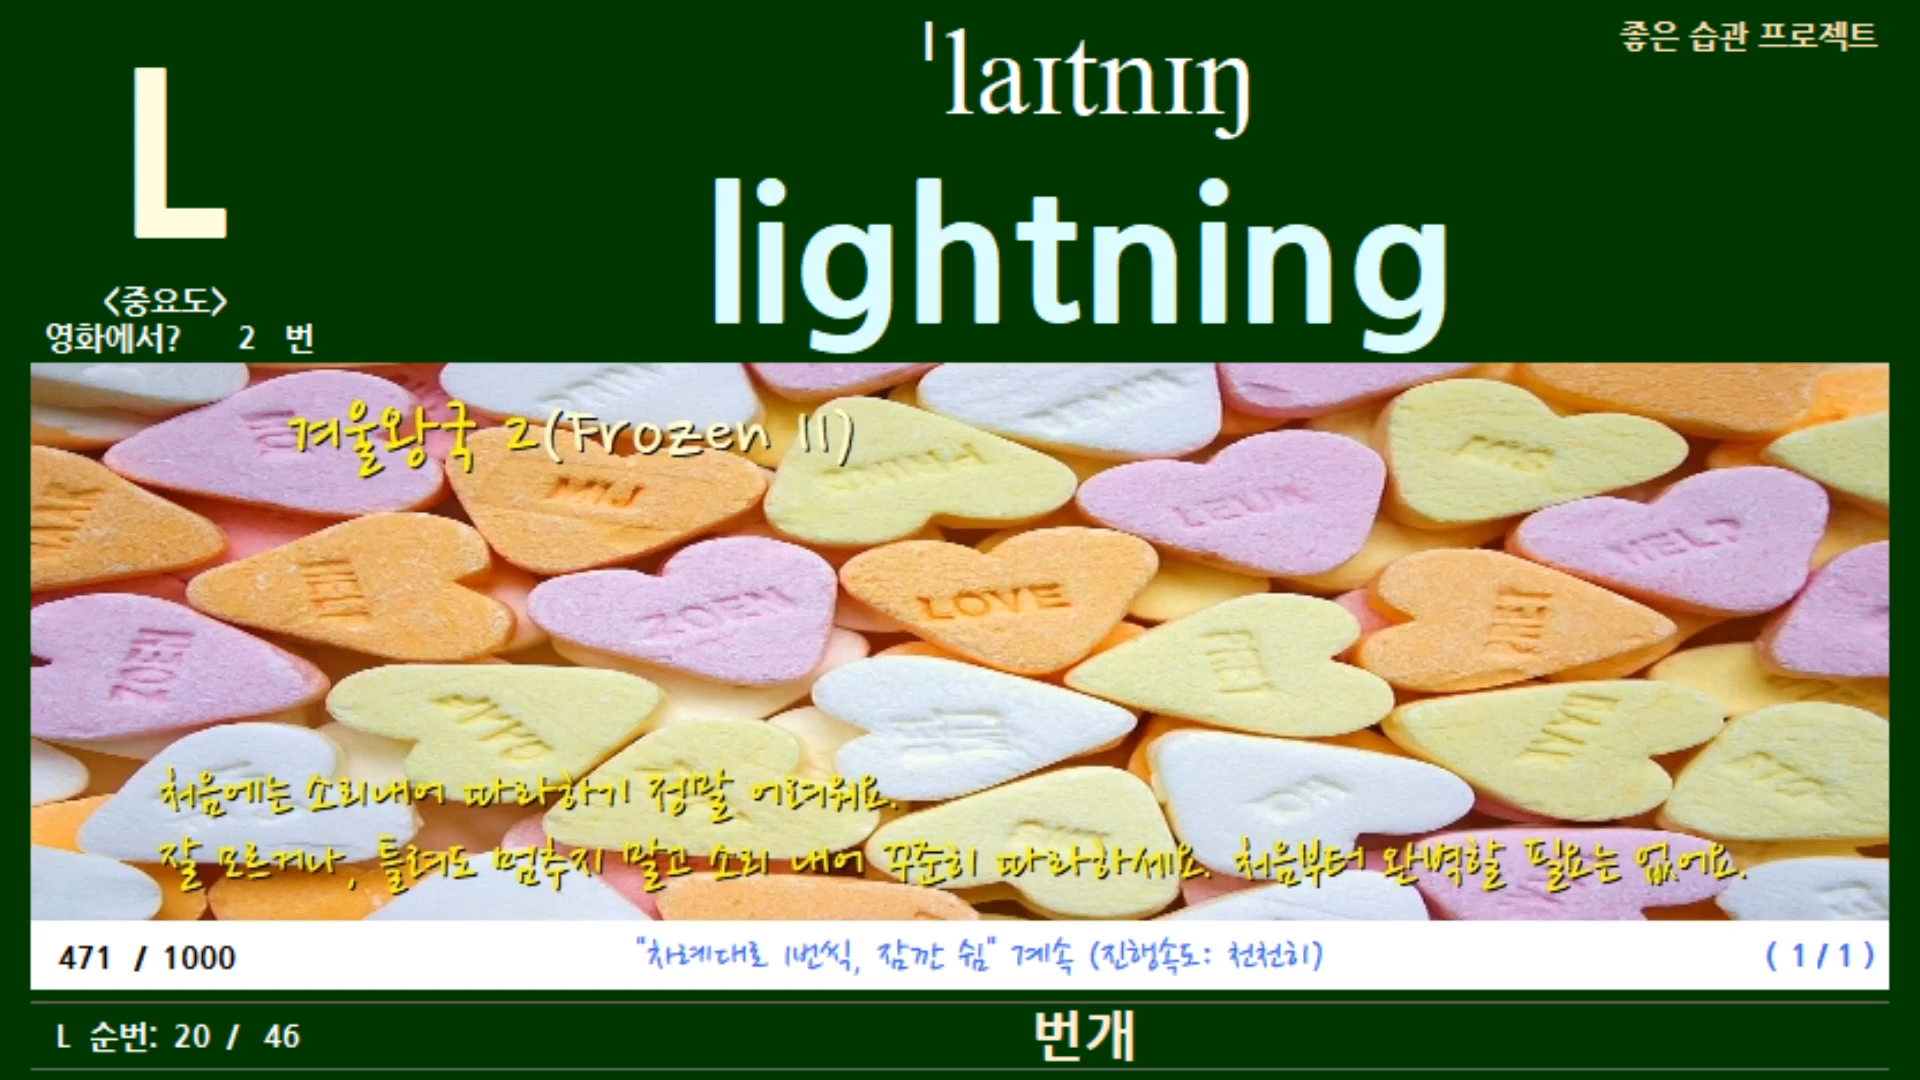 좋은 습관 프로젝트
L
ˈlaɪtnɪŋ
lightning
<중요도>
영화에서? 2 번
겨울왕국 2(Frozen II)
MIJ
LEUK
HELP
ZOEN
LOVE
처음에는 소리내어 따라하기 정말 어려워요.
잘 모르거나, 틀려도 멈추지 말고 소리 내어 꾸준히 따라하세요. 처음부터 완벽할 필요는 없어요.
471 / 1000
"차례대로 1번씩, 잠깐 쉼" 계속 (진행속도: 천천히)
( 1 / 1 )
L 순번: 20 / 46
번개